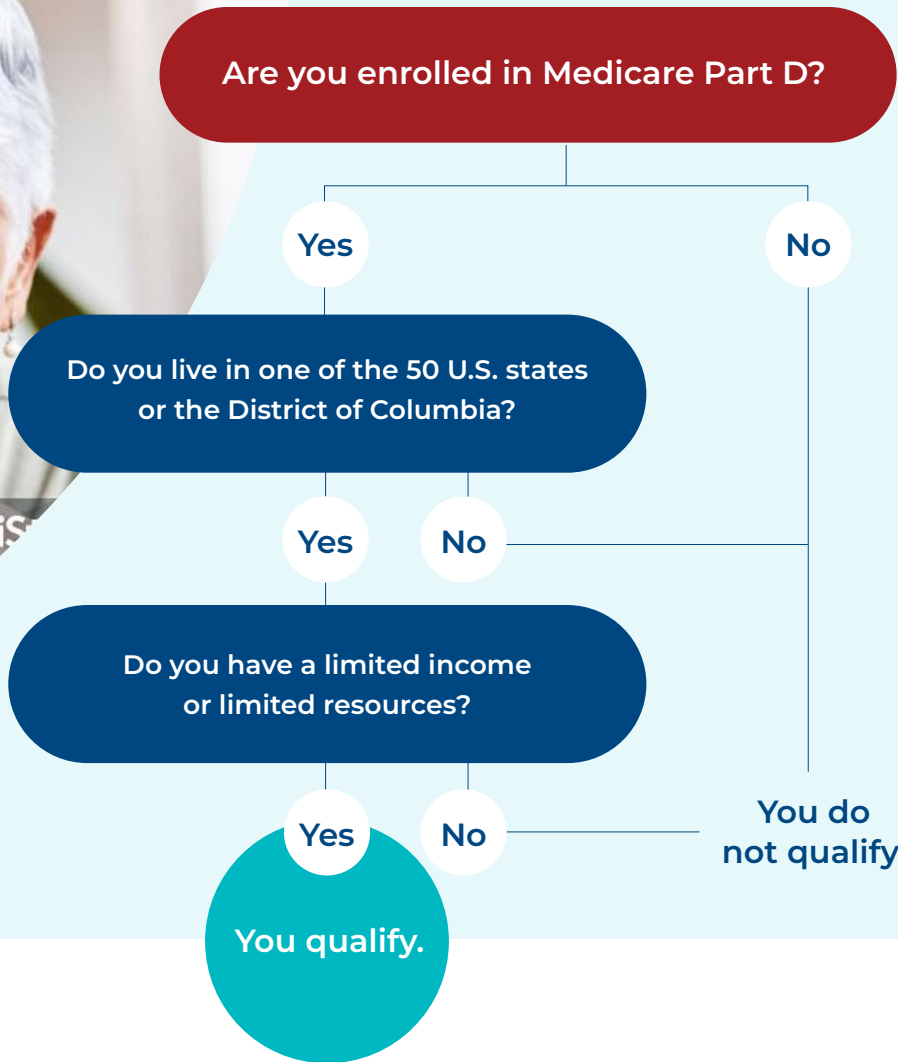 Are you enrolled in Medicare Part D?
Yes
No
Do you live in one of the 50 U.S. states
or the District of Columbia?
Yes
No
Do you have a limited income
or limited resources?
Yes
No
You do
not qualify
You qualify.